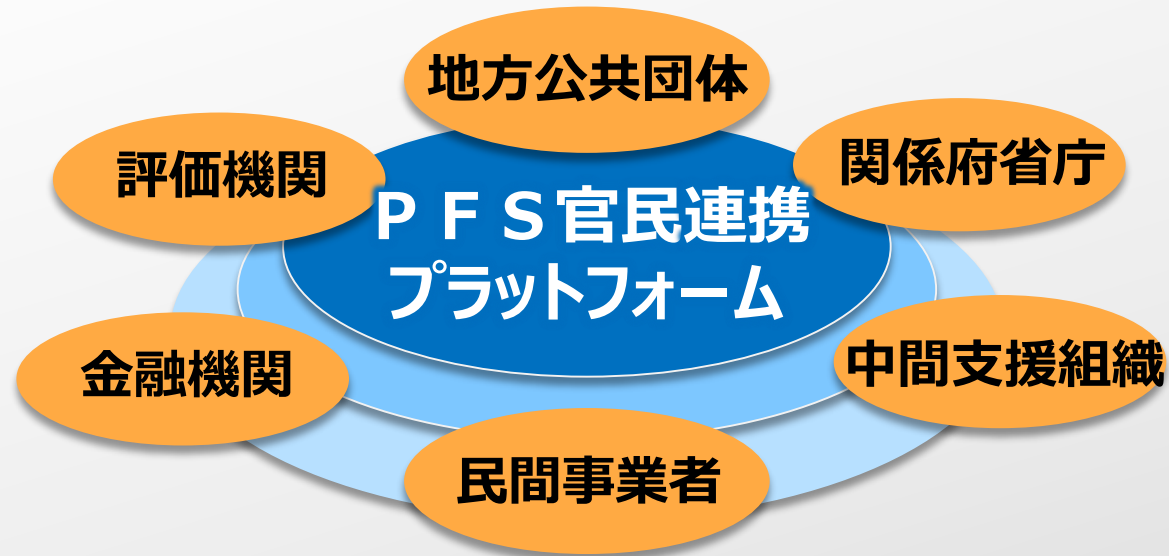 地方公共団体
評価機関
関係府省庁
ＰＦＳ官民連携
プラットフォーム
金融機関
中間支援組織
民間事業者